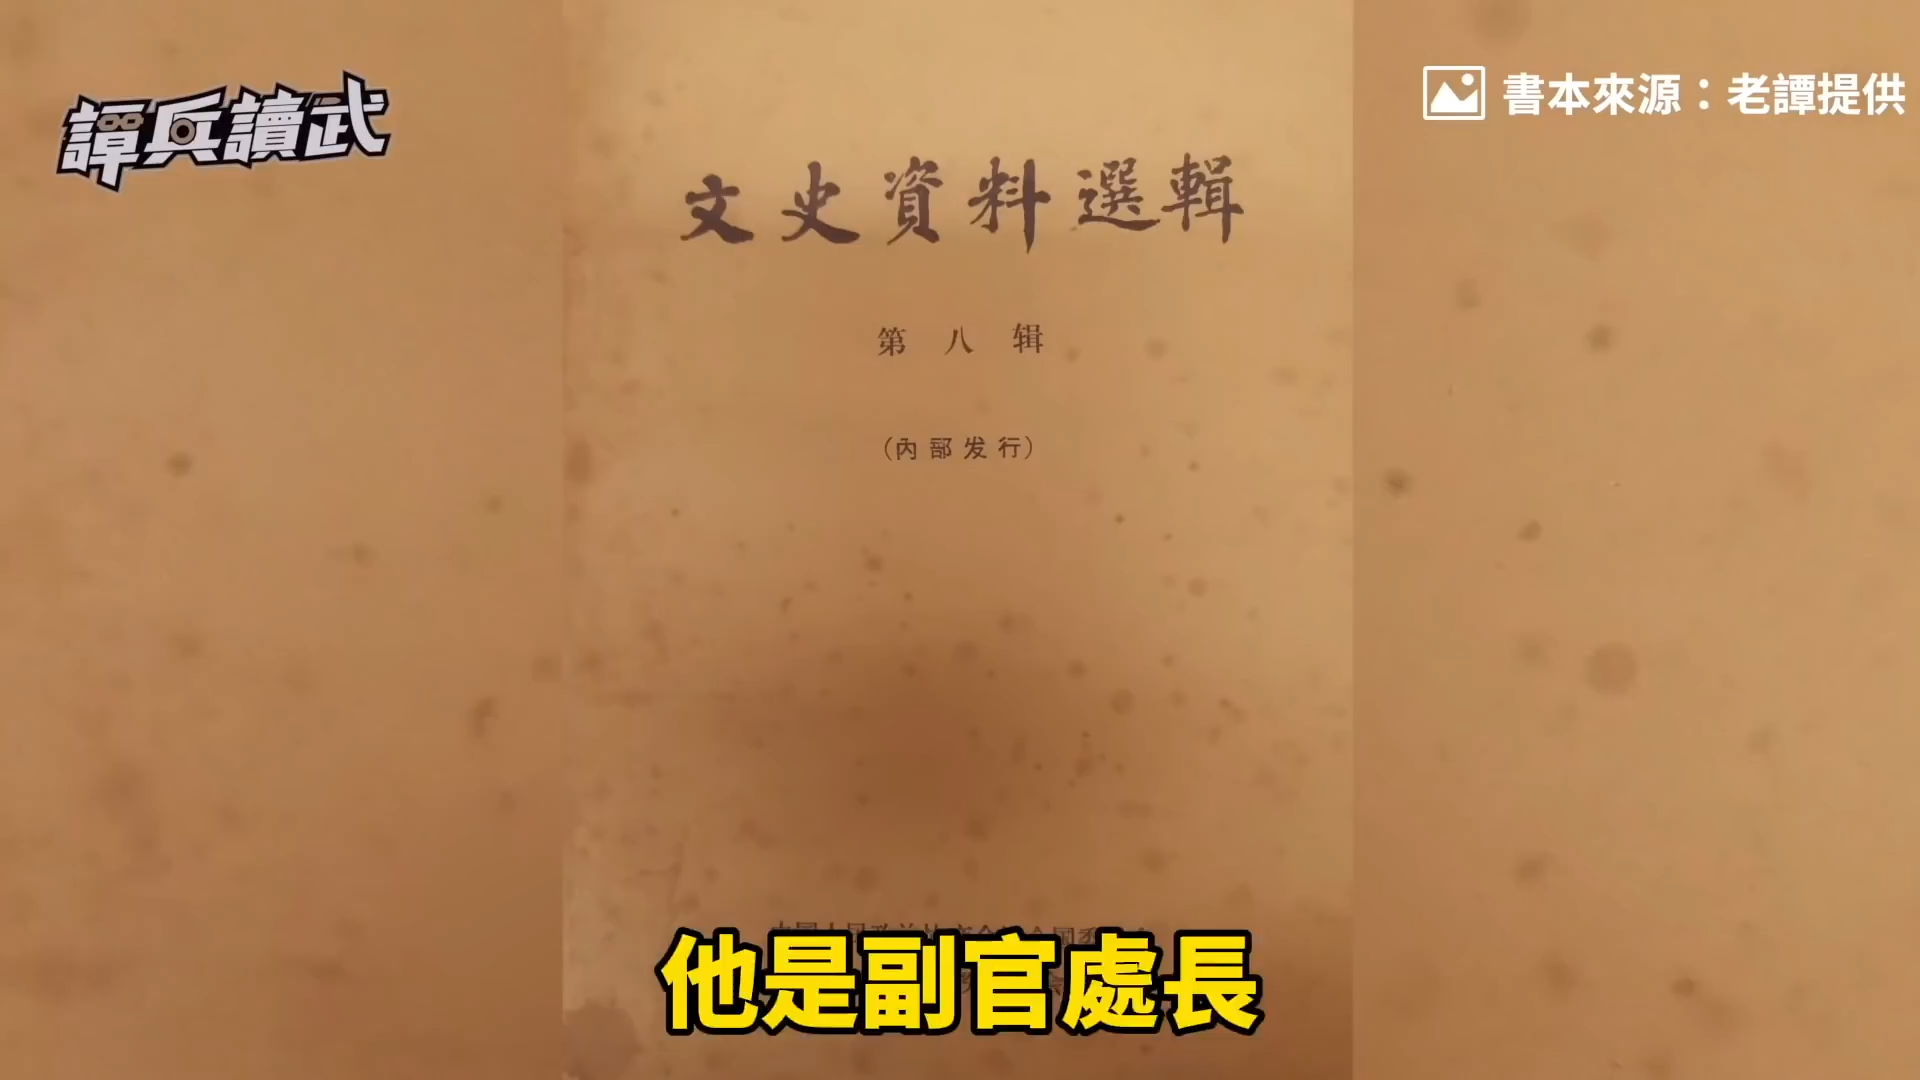 譚兵讀武
書本來源：老譚提供
文史資料選輯
第八辑
（內部发行）
他是副官處長